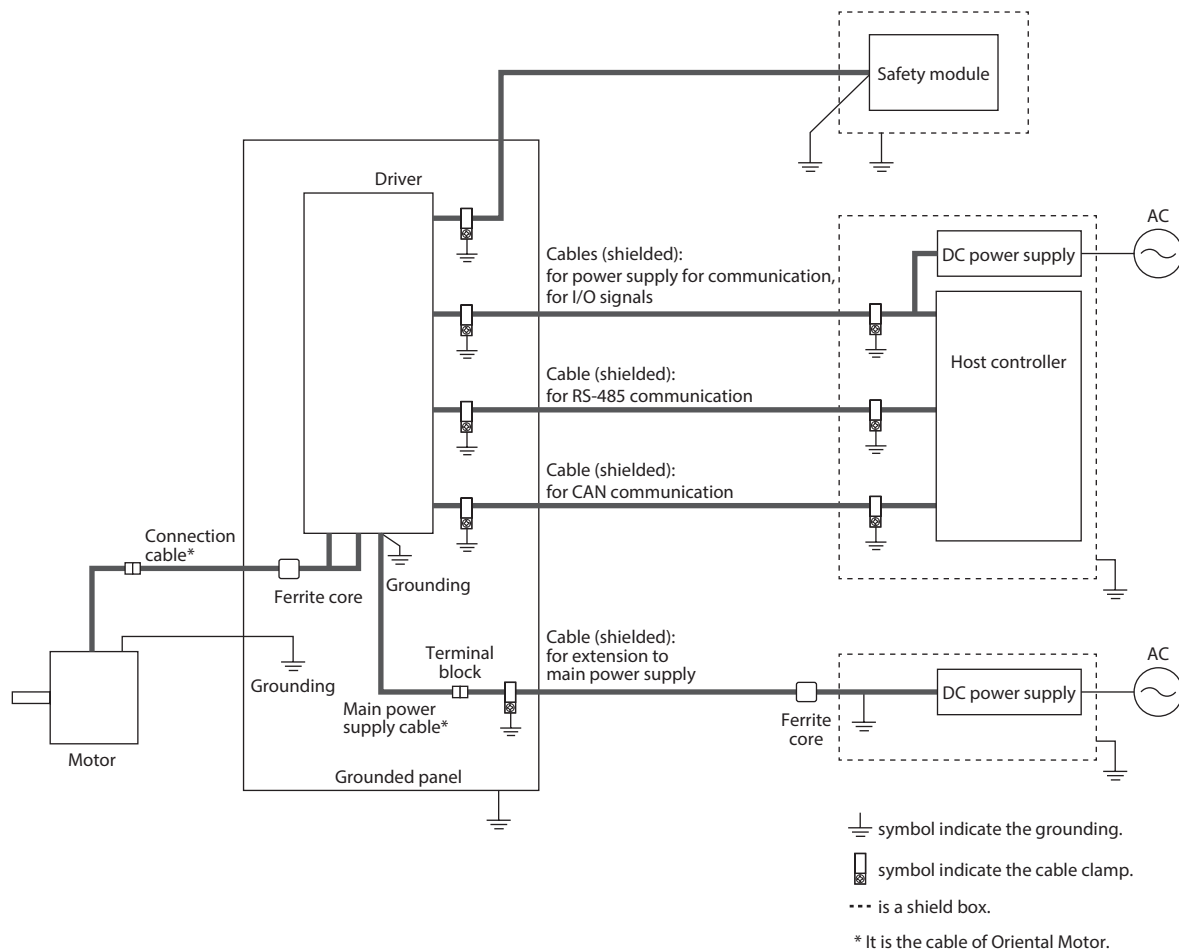 Safety module
Driver
AC
DC power supply
Cables (shielded):
for power supply for communication,
for I/O signals
Host controller
Cable (shielded):
for RS-485 communication
Cable (shielded):
for CAN communication
Connection
cable*
Ferrite core
Grounding
Grounding
Terminal
block
Cable (shielded):
for extension to
main power supply
AC
DC power supply
Main power
supply cable*
Ferrite
core
Motor
Grounded panel
symbol indicate the grounding.
symbol indicate the cable clamp.
is a shield box.
* It is the cable of Oriental Motor.